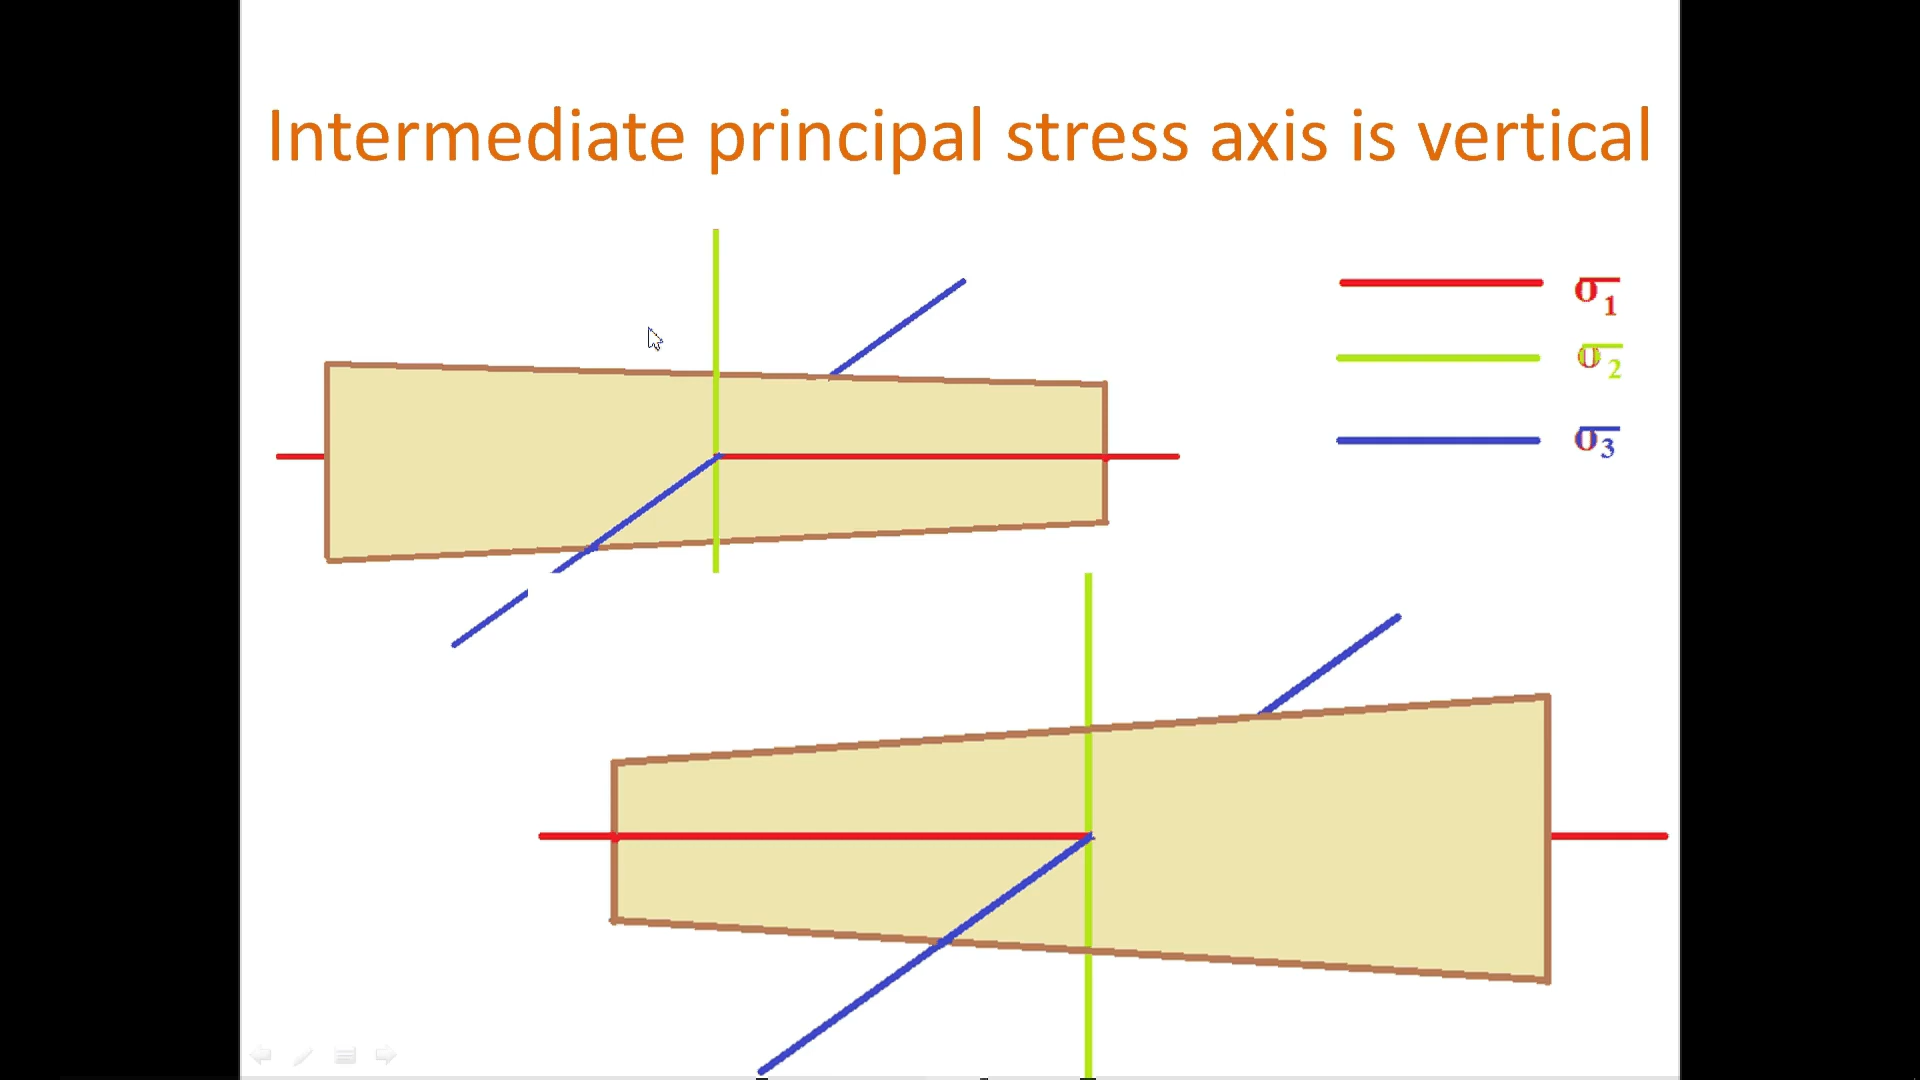 Intermediate principal stress axis is vertical
σ1
σ2
σ3